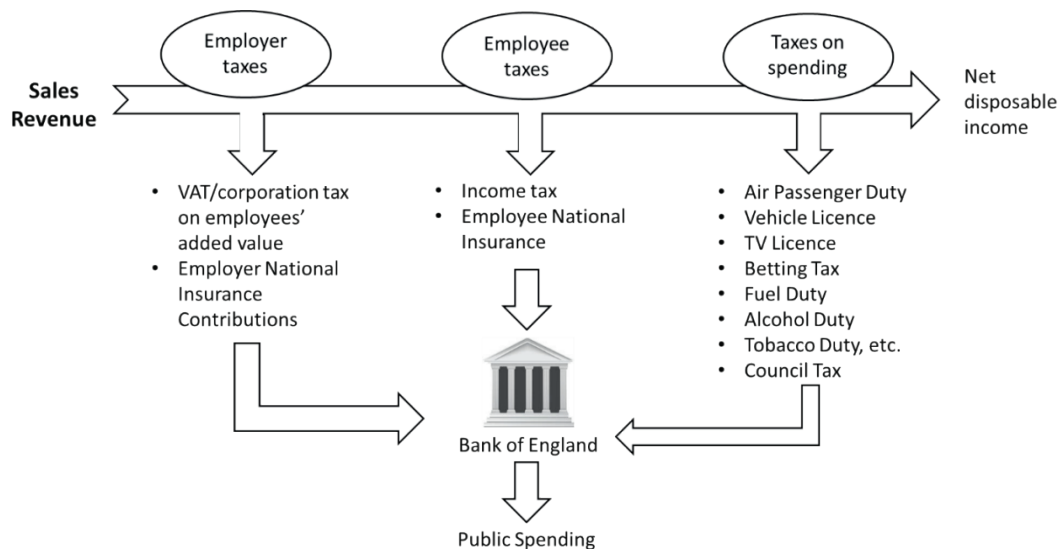 Employer
taxes
Employee
taxes
Taxes on
spending
Sales
Revenue
Net
disposable
income
• VAT/corporation tax
on employees’
added value
• Employer National
Insurance
Contributions
• Income tax
• Employee National
Insurance
• Air Passenger Duty
• Vehicle Licence
• TV Licence
• Betting Tax
• Fuel Duty
• Alcohol Duty
• Tobacco Duty, etc.
• Council Tax
Bank of England
Public Spending